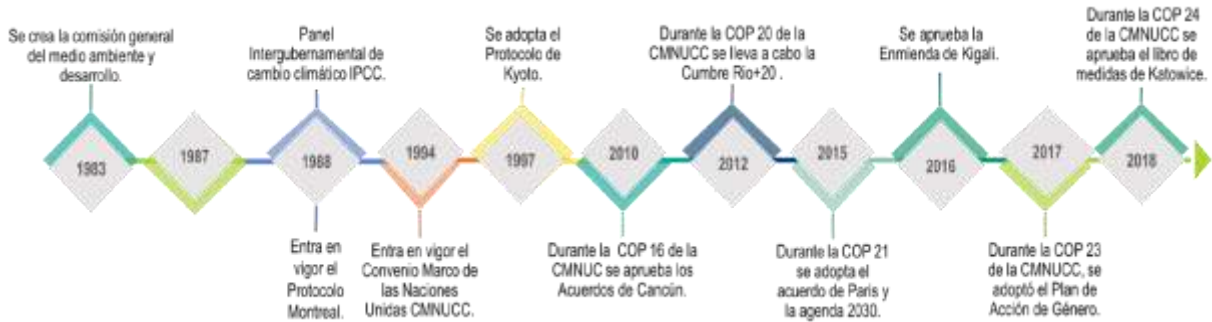 Se crea la comisión general
del medio ambiente y
desarrollo.
Panel
Intergubernamental de
cambio climático IPCC.
Se adopta el
Protocolo de
Kyoto.
Durante la COP 20 de la
CMNUCC se lleva a cabo la
Cumbre Rio+20 .
Se aprueba la
Enmienda de Kigali.
Durante la COP 24
de la CMNUCC se
aprueba el libro de
medidas de Katowice.
1983
1987
1988
1994
1997
2010
2012
2015
2016
2017
2018
Entra en
vigor el
Protocolo
Montreal.
Entra en vigor el
Convenio Marco de
las Naciones
Unidas CMNUCC.
Durante la COP 16 de la
CMNUC se aprueba los
Acuerdos de Cancún.
Durante la COP 21
se adopta el
acuerdo de Paris y
la agenda 2030.
Durante la COP 23
de la CMNUCC, se
adoptó el Plan de
Acción de Género.